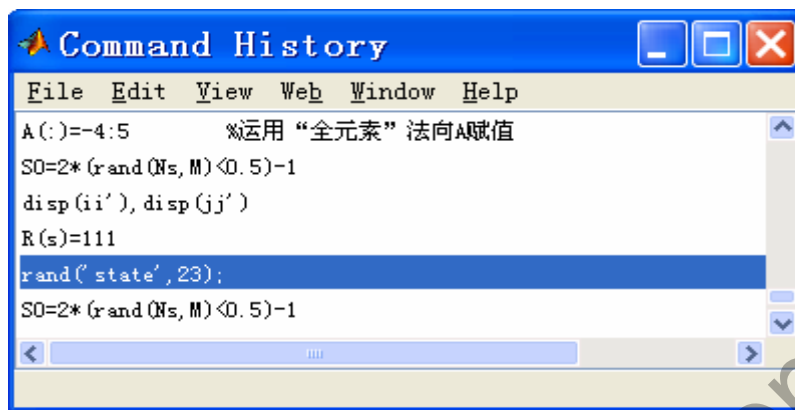 Command History
File Edit View Web Window Help
A(:)=-4:5 %运用“全元素”法向A赋值
S0=2*(rand(Ns,M)<0.5)-1
disp(ii'),disp(jj')
R(s)=111
rand('state',23);
S0=2*(rand(Ns,M)<0.5)-1